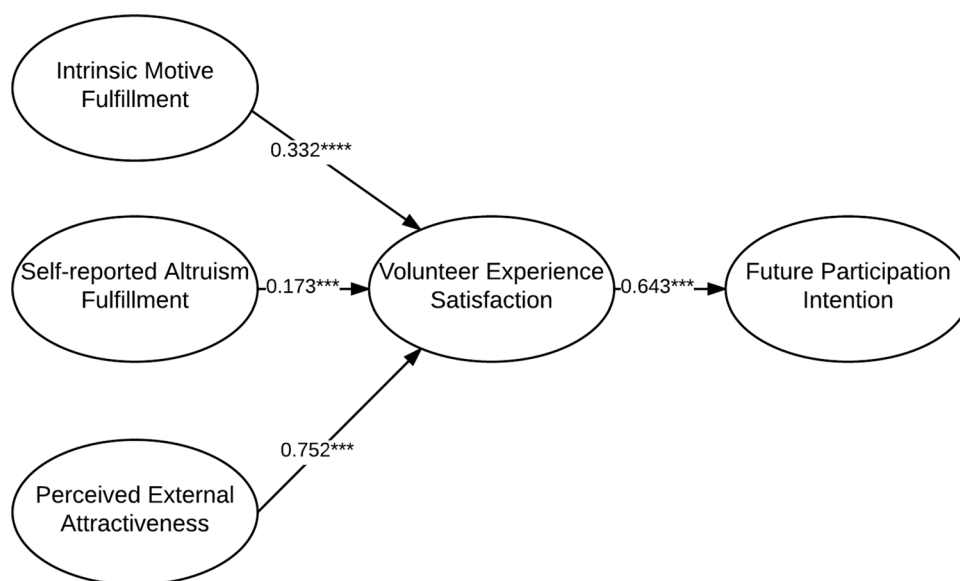 Intrinsic Motive
Fulfillment
0.332****
Self-reported Altruism
Fulfillment
0.173***
Volunteer Experience
Satisfaction
0.643***
Future Participation
Intention
0.752***
Perceived External
Attractiveness